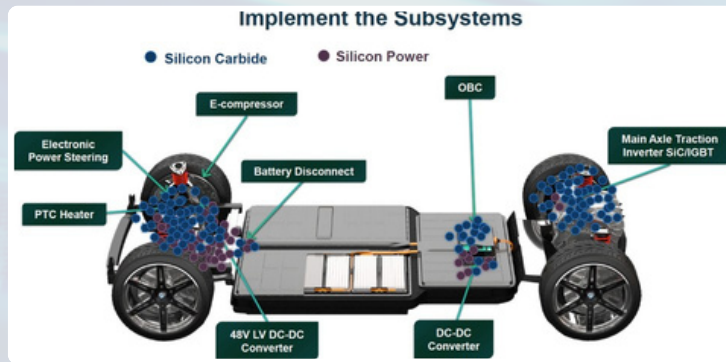 Implement the Subsystems
Silicon Carbide
Silicon Power
OBC
E-compressor
Main Axle Traction
Inverter SiC/IGBT
Electronic
Power Steering
Battery Disconnect
PTC Heater
48V LV DC-DC
Converter
DC-DC
Converter